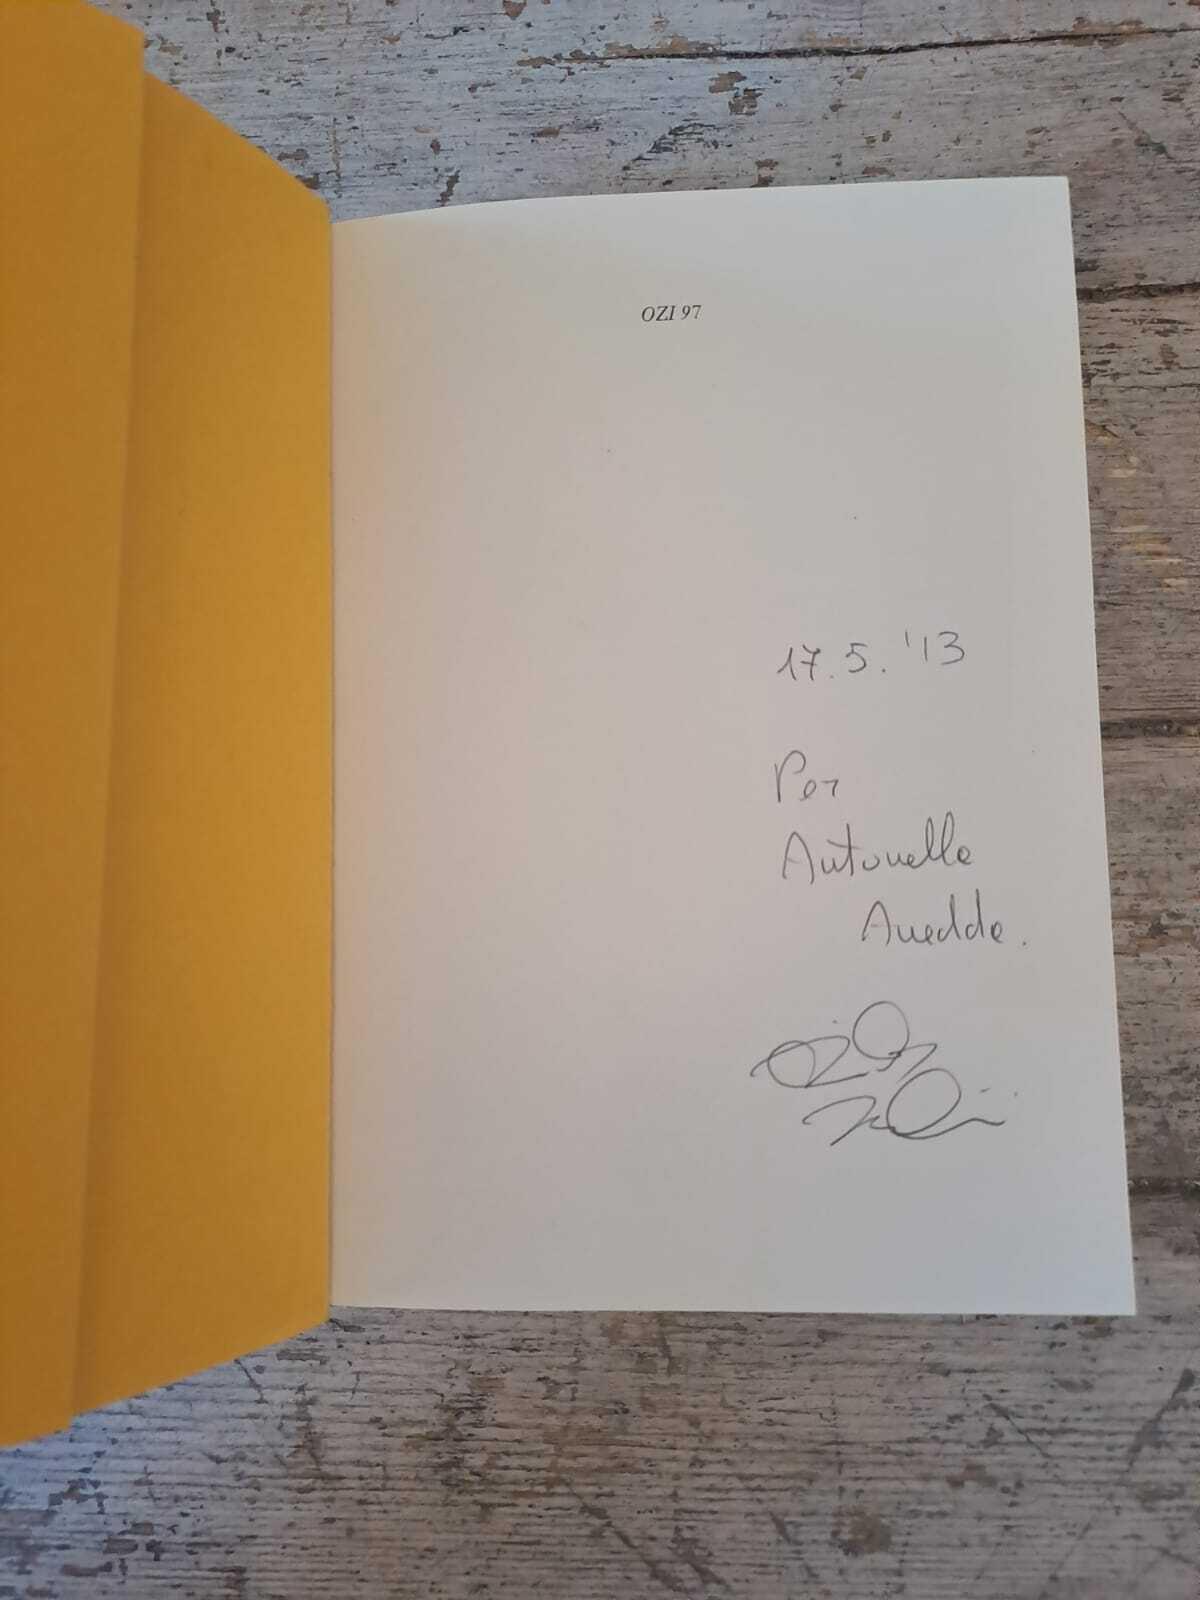 OZI 97
17.5.'13
Per
Antonella
Anedda.